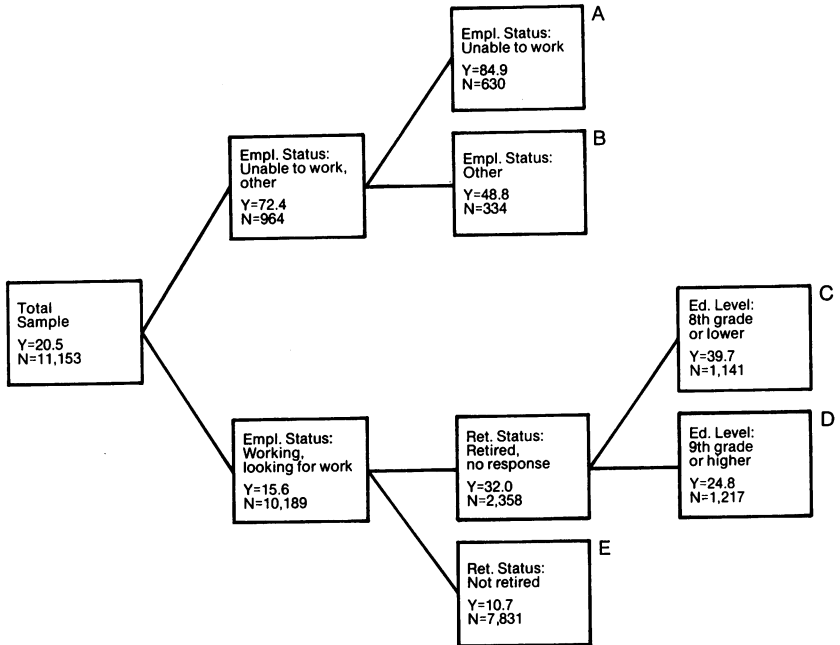 A
Empl. Status:
Unable to work
Y=84.9
N=630
B
Empl. Status:
Other
Y=48.8
N=334
Empl. Status:
Unable to work,
other
Y=72.4
N=964
Total
Sample
Y=20.5
N=11,153
C
Ed. Level:
8th grade
or lower
Y=39.7
N=1,141
D
Ed. Level:
9th grade
or higher
Y=24.8
N=1,217
Empl. Status:
Working,
looking for work
Y=15.6
N=10,189
Ret. Status:
Retired,
no response
Y=32.0
N=2,358
E
Ret. Status:
Not retired
Y=10.7
N=7,831